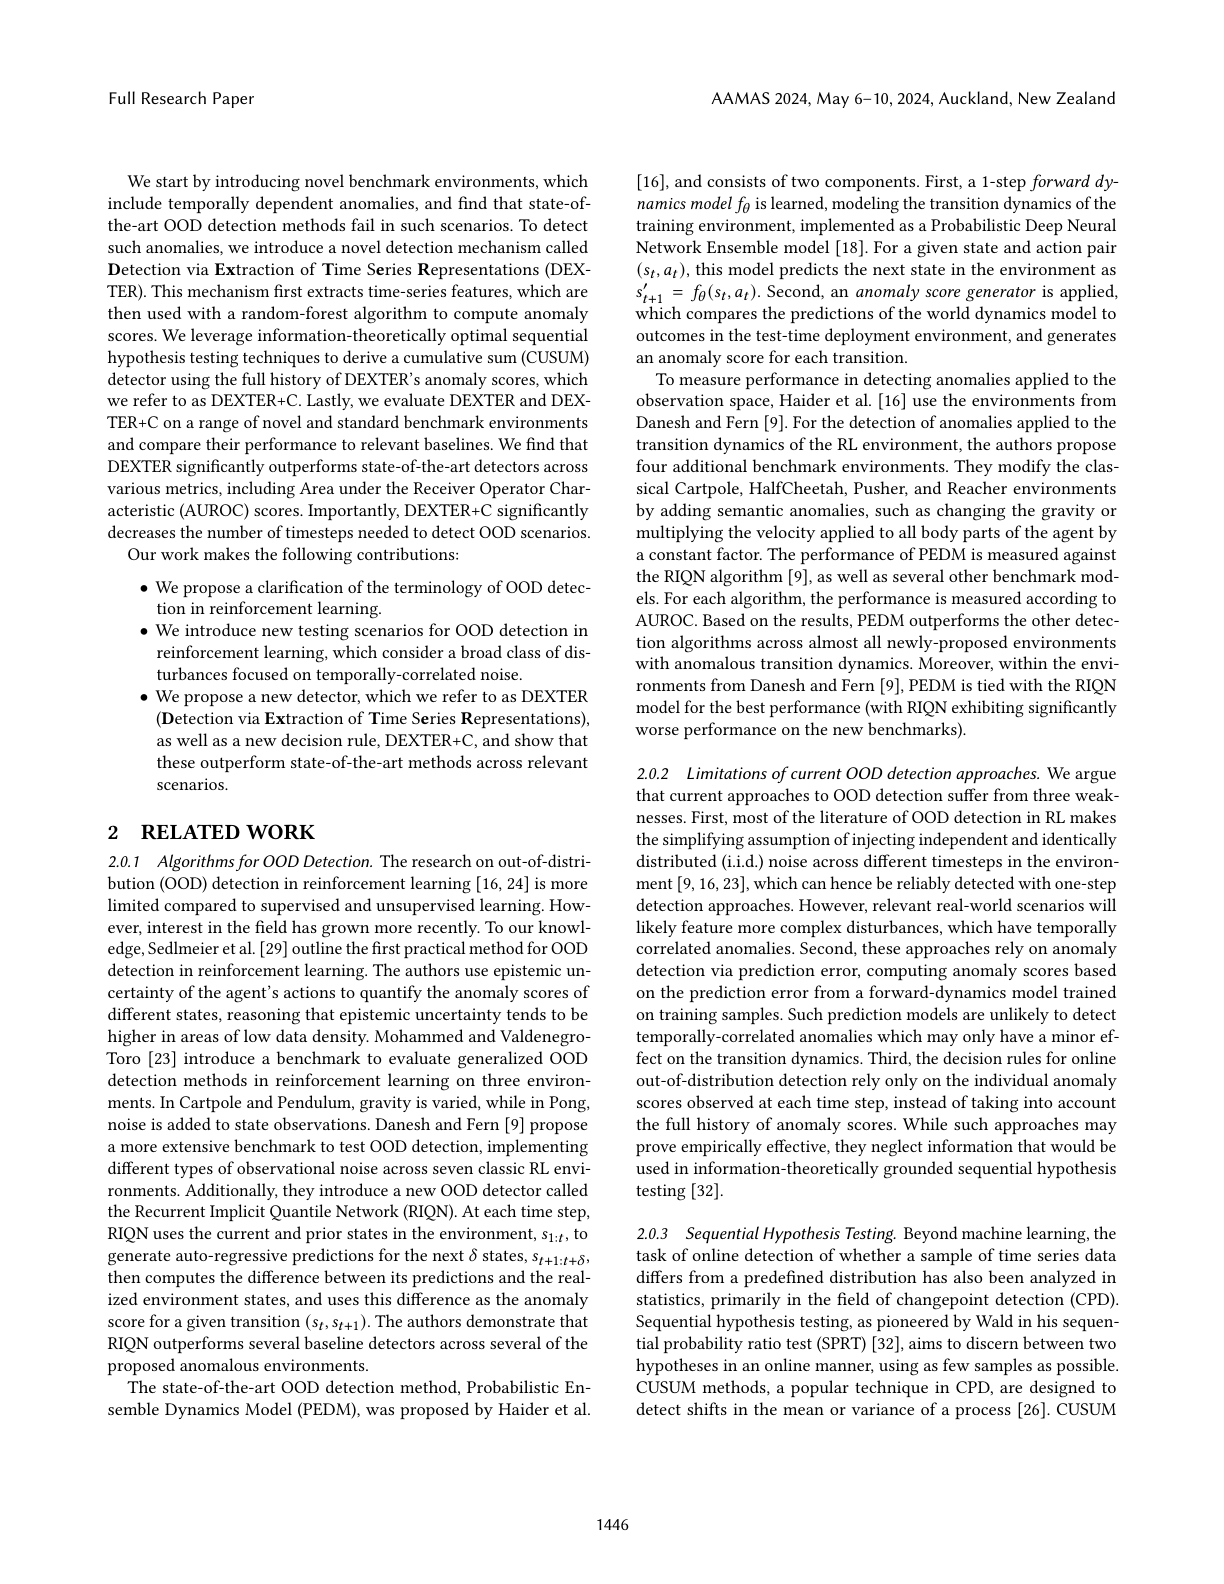 Full Research Paper
AAMAS 2024, May 6–10, 2024, Auckland, New Zealand
We start by introducing novel benchmark environments, which
include temporally dependent anomalies, and find that state-of-
the-art OOD detection methods fail in such scenarios. To detect
such anomalies, we introduce a novel detection mechanism called
Detection via Extraction of Time Series Representations (DEX-
TER). This mechanism first extracts time-series features, which are
then used with a random-forest algorithm to compute anomaly
scores. We leverage information-theoretically optimal sequential
hypothesis testing techniques to derive a cumulative sum (CUSUM)
detector using the full history of DEXTER's anomaly scores, which
we refer to as DEXTER+C. Lastly, we evaluate DEXTER and DEX-
TER+C on a range of novel and standard benchmark environments
and compare their performance to relevant baselines. We find that
DEXTER significantly outperforms state-of-the-art detectors across
various metrics, including Area under the Receiver Operator Char-
acteristic (AUROC) scores. Importantly, DEXTER+C significantly
decreases the number of timesteps needed to detect OOD scenarios.
Our work makes the following contributions:
• We propose a clarification of the terminology of OOD detec-
tion in reinforcement learning.
• We introduce new testing scenarios for OOD detection in
reinforcement learning, which consider a broad class of dis-
turbances focused on temporally-correlated noise.
• We propose a new detector, which we refer to as DEXTER
(Detection via Extraction of Time Series Representations),
as well as a new decision rule, DEXTER+C, and show that
these outperform state-of-the-art methods across relevant
scenarios.
2 RELATED WORK
2.0.1 Algorithms for OOD Detection. The research on out-of-distri-
bution (OOD) detection in reinforcement learning [16, 24] is more
limited compared to supervised and unsupervised learning. How-
ever, interest in the field has grown more recently. To our knowl-
edge, Sedlmeier et al. [29] outline the first practical method for OOD
detection in reinforcement learning. The authors use epistemic un-
certainty of the agent's actions to quantify the anomaly scores of
different states, reasoning that epistemic uncertainty tends to be
higher in areas of low data density. Mohammed and Valdenegro-
Toro [23] introduce a benchmark to evaluate generalized OOD
detection methods in reinforcement learning on three environ-
ments. In Cartpole and Pendulum, gravity is varied, while in Pong,
noise is added to state observations. Danesh and Fern [9] propose
a more extensive benchmark to test OOD detection, implementing
different types of observational noise across seven classic RL envi-
ronments. Additionally, they introduce a new OOD detector called
the Recurrent Implicit Quantile Network (RIQN). At each time step,
RIQN uses the current and prior states in the environment, s1:t, to
generate auto-regressive predictions for the next δ states, st+1:t+δ,
then computes the difference between its predictions and the real-
ized environment states, and uses this difference as the anomaly
score for a given transition (st, st+1). The authors demonstrate that
RIQN outperforms several baseline detectors across several of the
proposed anomalous environments.
The state-of-the-art OOD detection method, Probabilistic En-
semble Dynamics Model (PEDM), was proposed by Haider et al.
[16], and consists of two components. First, a 1-step forward dy-
namics model fθ is learned, modeling the transition dynamics of the
training environment, implemented as a Probabilistic Deep Neural
Network Ensemble model [18]. For a given state and action pair
(st, at), this model predicts the next state in the environment as
s′t+1 = fθ(st, at). Second, an anomaly score generator is applied,
which compares the predictions of the world dynamics model to
outcomes in the test-time deployment environment, and generates
an anomaly score for each transition.
To measure performance in detecting anomalies applied to the
observation space, Haider et al. [16] use the environments from
Danesh and Fern [9]. For the detection of anomalies applied to the
transition dynamics of the RL environment, the authors propose
four additional benchmark environments. They modify the clas-
sical Cartpole, HalfCheetah, Pusher, and Reacher environments
by adding semantic anomalies, such as changing the gravity or
multiplying the velocity applied to all body parts of the agent by
a constant factor. The performance of PEDM is measured against
the RIQN algorithm [9], as well as several other benchmark mod-
els. For each algorithm, the performance is measured according to
AUROC. Based on the results, PEDM outperforms the other detec-
tion algorithms across almost all newly-proposed environments
with anomalous transition dynamics. Moreover, within the envi-
ronments from Danesh and Fern [9], PEDM is tied with the RIQN
model for the best performance (with RIQN exhibiting significantly
worse performance on the new benchmarks).
2.0.2 Limitations of current OOD detection approaches. We argue
that current approaches to OOD detection suffer from three weak-
nesses. First, most of the literature of OOD detection in RL makes
the simplifying assumption of injecting independent and identically
distributed (i.i.d.) noise across different timesteps in the environ-
ment [9, 16, 23], which can hence be reliably detected with one-step
detection approaches. However, relevant real-world scenarios will
likely feature more complex disturbances, which have temporally
correlated anomalies. Second, these approaches rely on anomaly
detection via prediction error, computing anomaly scores based
on the prediction error from a forward-dynamics model trained
on training samples. Such prediction models are unlikely to detect
temporally-correlated anomalies which may only have a minor ef-
fect on the transition dynamics. Third, the decision rules for online
out-of-distribution detection rely only on the individual anomaly
scores observed at each time step, instead of taking into account
the full history of anomaly scores. While such approaches may
prove empirically effective, they neglect information that would be
used in information-theoretically grounded sequential hypothesis
testing [32].
2.0.3 Sequential Hypothesis Testing. Beyond machine learning, the
task of online detection of whether a sample of time series data
differs from a predefined distribution has also been analyzed in
statistics, primarily in the field of changepoint detection (CPD).
Sequential hypothesis testing, as pioneered by Wald in his sequen-
tial probability ratio test (SPRT) [32], aims to discern between two
hypotheses in an online manner, using as few samples as possible.
CUSUM methods, a popular technique in CPD, are designed to
detect shifts in the mean or variance of a process [26]. CUSUM
1446